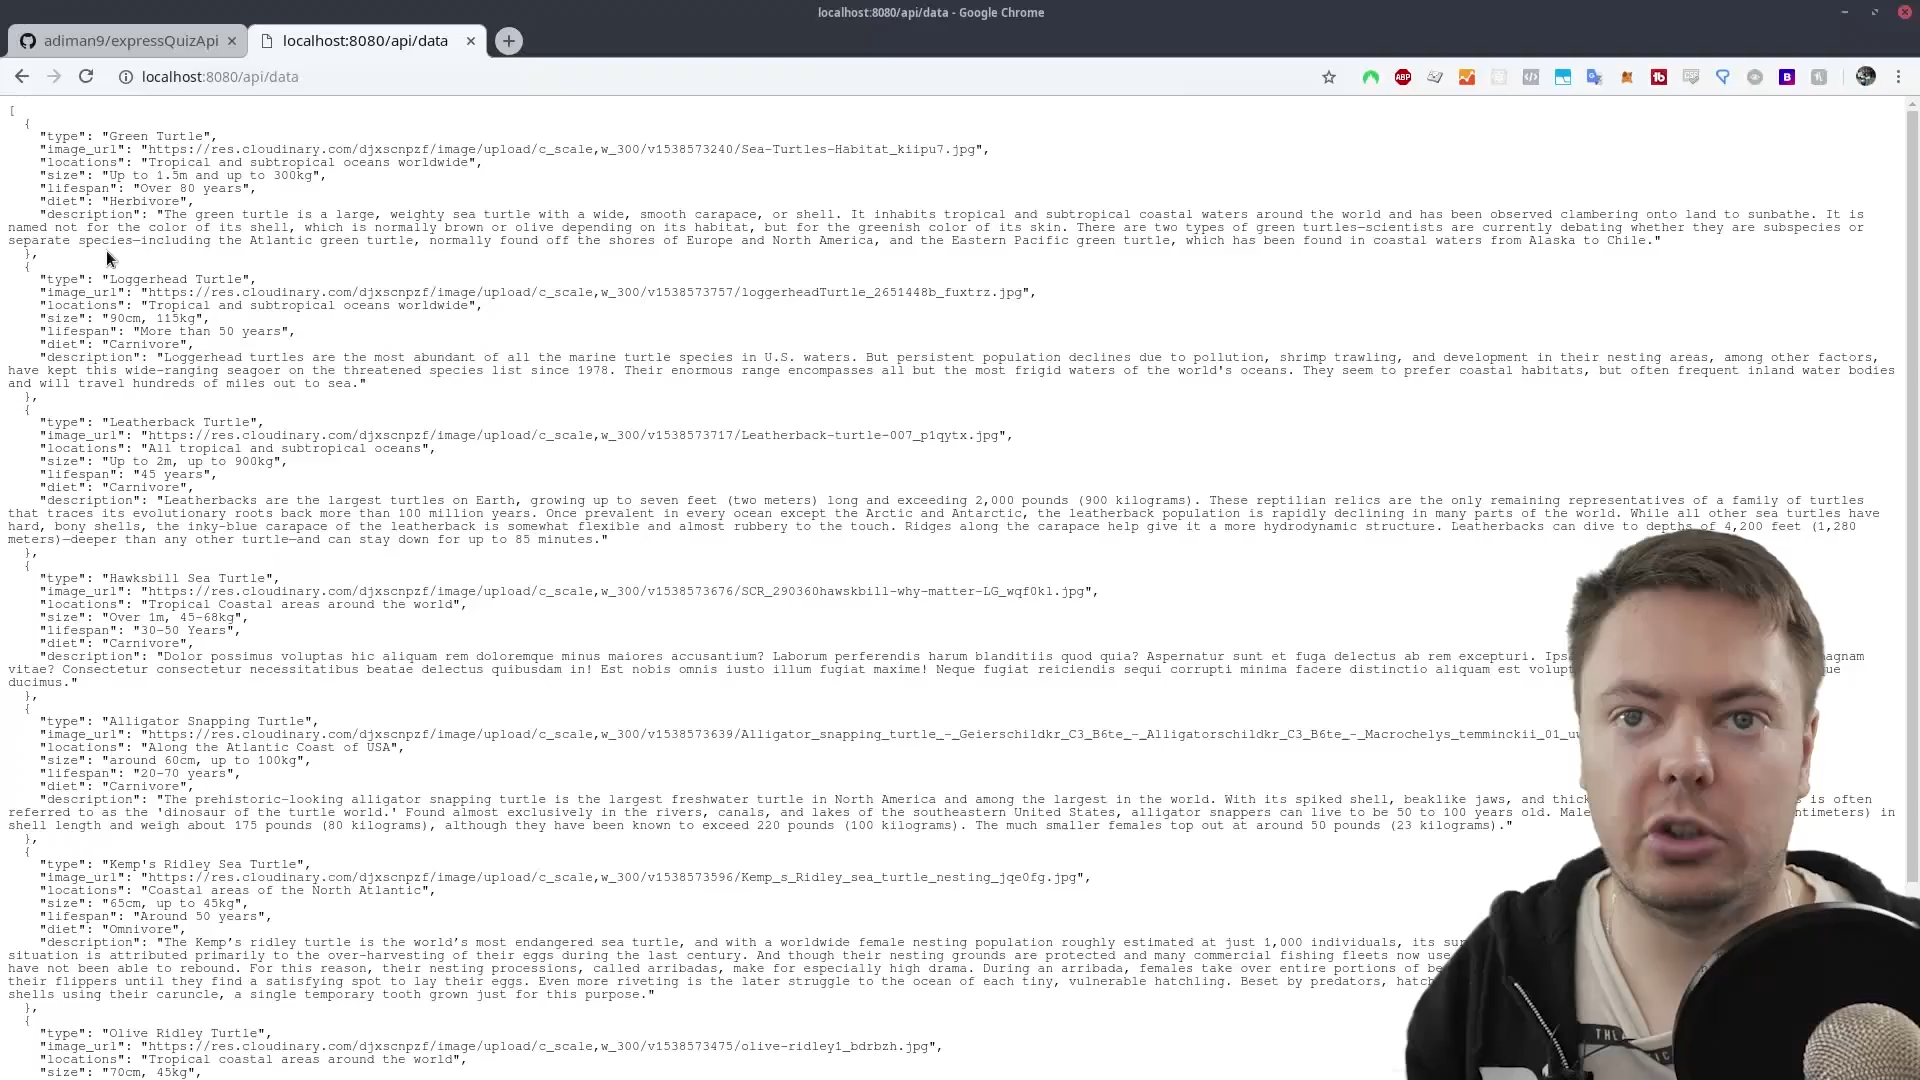 localhost:8080/api/data - Google Chrome
adiman9/expressQuizApi
localhost:8080/api/data
localhost:8080/api/data
[
{
"type": "Green Turtle",
"image_url": "https://res.cloudinary.com/djxscnpzf/image/upload/c_scale,w_300/v1538573240/Sea-Turtles-Habitat_kiipu7.jpg",
"locations": "Tropical and subtropical oceans worldwide",
"size": "Up to 1.5m and up to 300kg",
"lifespan": "Over 80 years",
"diet": "Herbivore",
"description": "The green turtle is a large, weighty sea turtle with a wide, smooth carapace, or shell. It inhabits tropical and subtropical coastal waters around the world and has been observed clambering onto land to sunbathe. It is
named not for the color of its shell, which is normally brown or olive depending on its habitat, but for the greenish color of its skin. There are two types of green turtles—scientists are currently debating whether they are subspecies or
separate species—including the Atlantic green turtle, normally found off the shores of Europe and North America, and the Eastern Pacific green turtle, which has been found in coastal waters from Alaska to Chile."
},
{
"type": "Loggerhead Turtle",
"image_url": "https://res.cloudinary.com/djxscnpzf/image/upload/c_scale,w_300/v1538573757/loggerheadTurtle_2651448b_fuxtrz.jpg",
"locations": "Tropical and subtropical oceans worldwide",
"size": "90cm, 115kg",
"lifespan": "More than 50 years",
"diet": "Carnivore",
"description": "Loggerhead turtles are the most abundant of all the marine turtle species in U.S. waters. But persistent population declines due to pollution, shrimp trawling, and development in their nesting areas, among other factors,
have kept this wide-ranging seagoer on the threatened species list since 1978. Their enormous range encompasses all but the most frigid waters of the world's oceans. They seem to prefer coastal habitats, but often frequent inland water bodies
and will travel hundreds of miles out to sea."
},
{
"type": "Leatherback Turtle",
"image_url": "https://res.cloudinary.com/djxscnpzf/image/upload/c_scale,w_300/v1538573717/Leatherback-turtle-007_p1qytx.jpg",
"locations": "All tropical and subtropical oceans",
"size": "Up to 2m, up to 900kg",
"lifespan": "45 years",
"diet": "Carnivore",
"description": "Leatherbacks are the largest turtles on Earth, growing up to seven feet (two meters) long and exceeding 2,000 pounds (900 kilograms). These reptilian relics are the only remaining representatives of a family of turtles
that traces its evolutionary roots back more than 100 million years. Once prevalent in every ocean except the Arctic and Antarctic, the leatherback population is rapidly declining in many parts of the world. While all other sea turtles have
hard, bony shells, the inky-blue carapace of the leatherback is somewhat flexible and almost rubbery to the touch. Ridges along the carapace help give it a more hydrodynamic structure. Leatherbacks can dive to depths of 4,200 feet (1,280
meters)—deeper than any other turtle—and can stay down for up to 85 minutes."
},
{
"type": "Hawksbill Sea Turtle",
"image_url": "https://res.cloudinary.com/djxscnpzf/image/upload/c_scale,w_300/v1538573676/SCR_290360hawskbill-why-matter-LG_wqf0kl.jpg",
"locations": "Tropical Coastal areas around the world",
"size": "Over 1m, 45-68kg",
"lifespan": "30-50 Years",
"diet": "Carnivore",
"description": "Dolor possimus voluptas hic aliquam rem doloremque minus maiores accusantium? Laborum perferendis harum blanditiis quod quia? Aspernatur sunt et fuga delectus ab rem excepturi.
vitae? Consectetur consectetur necessitatibus beatae delectus quibusdam in! Est nobis omnis iusto illum fugiat maxime! Neque fugiat reiciendis sequi corrupti minima facere distinctio aliquam est
ducimus."
},
{
"type": "Alligator Snapping Turtle",
"image_url": "https://res.cloudinary.com/djxscnpzf/image/upload/c_scale,w_300/v1538573639/Alligator_snapping_turtle_-_Geierschildkr_C3_B6te_-_Alligatorschildkr_C3_B6te_-_Macrochelys_temminckii_01_
"locations": "Along the Atlantic Coast of USA",
"size": "around 60cm, up to 100kg",
"lifespan": "20-70 years",
"diet": "Carnivore",
"description": "The prehistoric-looking alligator snapping turtle is the largest freshwater turtle in North America and among the largest in the world. With its spiked shell, beaklike jaws, and is often
referred to as the 'dinosaur of the turtle world.' Found almost exclusively in the rivers, canals, and lakes of the southeastern United States, alligator snappers can live to be 50 to 100 years old. in
shell length and weigh about 175 pounds (80 kilograms), although they have been known to exceed 220 pounds (100 kilograms). The much smaller females top out at around 50 pounds (23 kilograms)."
},
{
"type": "Kemp's Ridley Sea Turtle",
"image_url": "https://res.cloudinary.com/djxscnpzf/image/upload/c_scale,w_300/v1538573596/Kemp_s_Ridley_sea_turtle_nesting_jqe0fg.jpg",
"locations": "Coastal areas of the North Atlantic",
"size": "65cm, up to 45kg",
"lifespan": "Around 50 years",
"diet": "Omnivore",
"description": "The Kemp’s ridley turtle is the world’s most endangered sea turtle, and with a worldwide female nesting population roughly estimated at just 1,000 individuals, its
situation is attributed primarily to the over-harvesting of their eggs during the last century. And though their nesting grounds are protected and many commercial fishing fleets now use
have not been able to rebound. For this reason, their nesting processions, called arribadas, make for especially high drama. During an arribada, females take over entire portions of
their flippers until they find a satisfying spot to lay their eggs. Even more riveting is the later struggle to the ocean of each tiny, vulnerable hatchling. Beset by predators,
shells using their caruncle, a single temporary tooth grown just for this purpose."
},
{
"type": "Olive Ridley Turtle",
"image_url": "https://res.cloudinary.com/djxscnpzf/image/upload/c_scale,w_300/v1538573475/olive-ridley1_bdrbzh.jpg",
"locations": "Tropical coastal areas around the world",
"size": "70cm, 45kg",